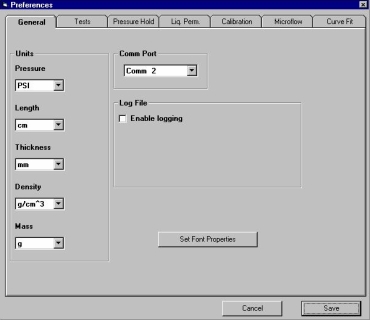 Preferences
General Tests Pressure Hold Liq. Perm. Calibration Microflow Curve Fit
Units
Pressure
PSI
Length
cm
Thickness
mm
Density
g/cm^3
Mass
g
Comm Port
Comm 2
Log File
Enable logging
Set Font Properties
Cancel Save